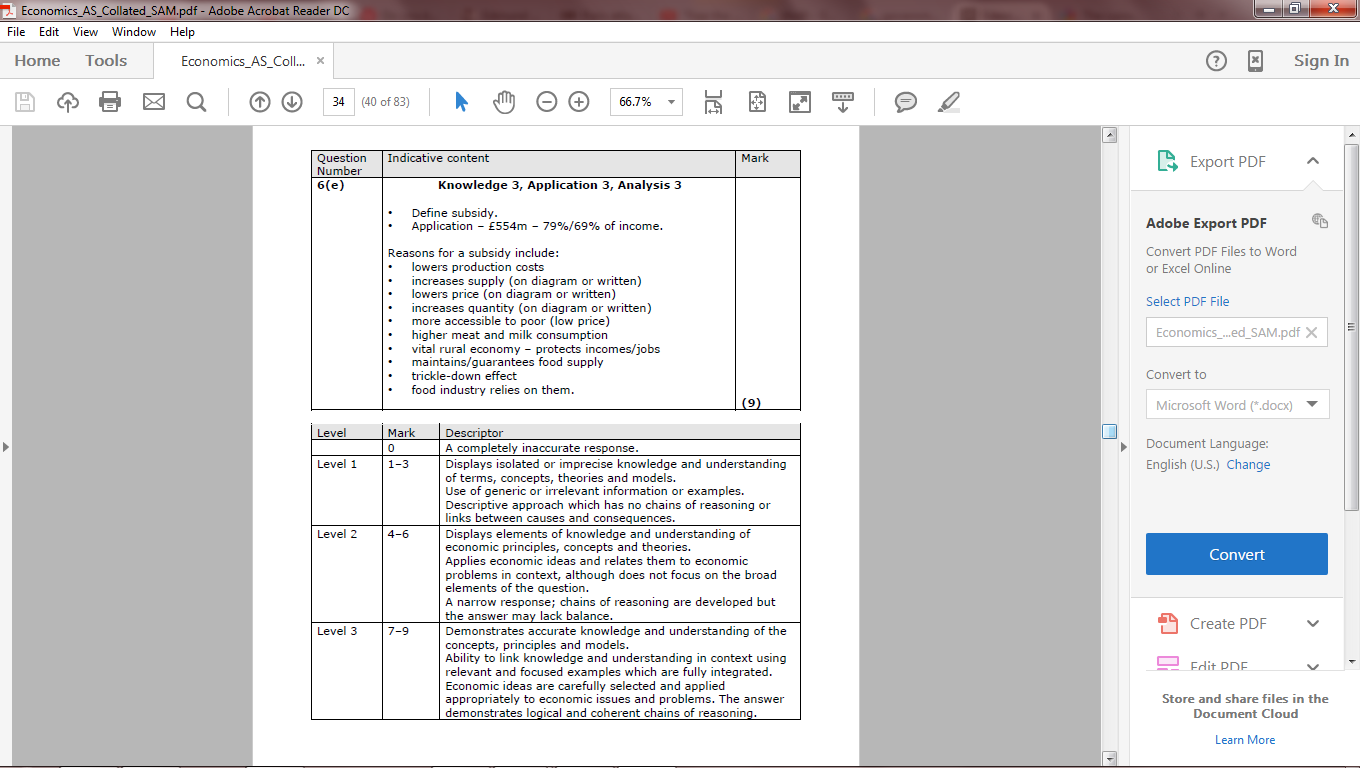 Economics_AS_Collated_SAM.pdf - Adobe Acrobat Reader DC
File Edit View Window Help
Home Tools Economics_AS_Coll... × Sign In
34 (40 of 83) 66.7%
Question Number Indicative content Mark
6(e) Knowledge 3, Application 3, Analysis 3
• Define subsidy.
• Application – £554m – 79%/69% of income.
Reasons for a subsidy include:
• lowers production costs
• increases supply (on diagram or written)
• lowers price (on diagram or written)
• increases quantity (on diagram or written)
• more accessible to poor (low price)
• higher meat and milk consumption
• vital rural economy – protects incomes/jobs
• maintains/guarantees food supply
• trickle-down effect
• food industry relies on them.
(9)
Level Mark Descriptor
0 A completely inaccurate response.
Level 1 1–3 Displays isolated or imprecise knowledge and understanding
of terms, concepts, theories and models.
Use of generic or irrelevant information or examples.
Descriptive approach which has no chains of reasoning or
links between causes and consequences.
Level 2 4–6 Displays elements of knowledge and understanding of
economic principles, concepts and theories.
Applies economic ideas and relates them to economic
problems in context, although does not focus on the broad
elements of the question.
A narrow response; chains of reasoning are developed but
the answer may lack balance.
Level 3 7–9 Demonstrates accurate knowledge and understanding of the
concepts, principles and models.
Ability to link knowledge and understanding in context using
relevant and focused examples which are fully integrated.
Economic ideas are carefully selected and applied
appropriately to economic issues and problems. The answer
demonstrates logical and coherent chains of reasoning.
Export PDF
Adobe Export PDF
Convert PDF Files to Word
or Excel Online
Select PDF File
Economics_...ed_SAM.pdf
Convert to
Microsoft Word (*.docx)
Document Language:
English (U.S.) Change
Convert
Create PDF
Edit PDF
Store and share files in the
Document Cloud
Learn More